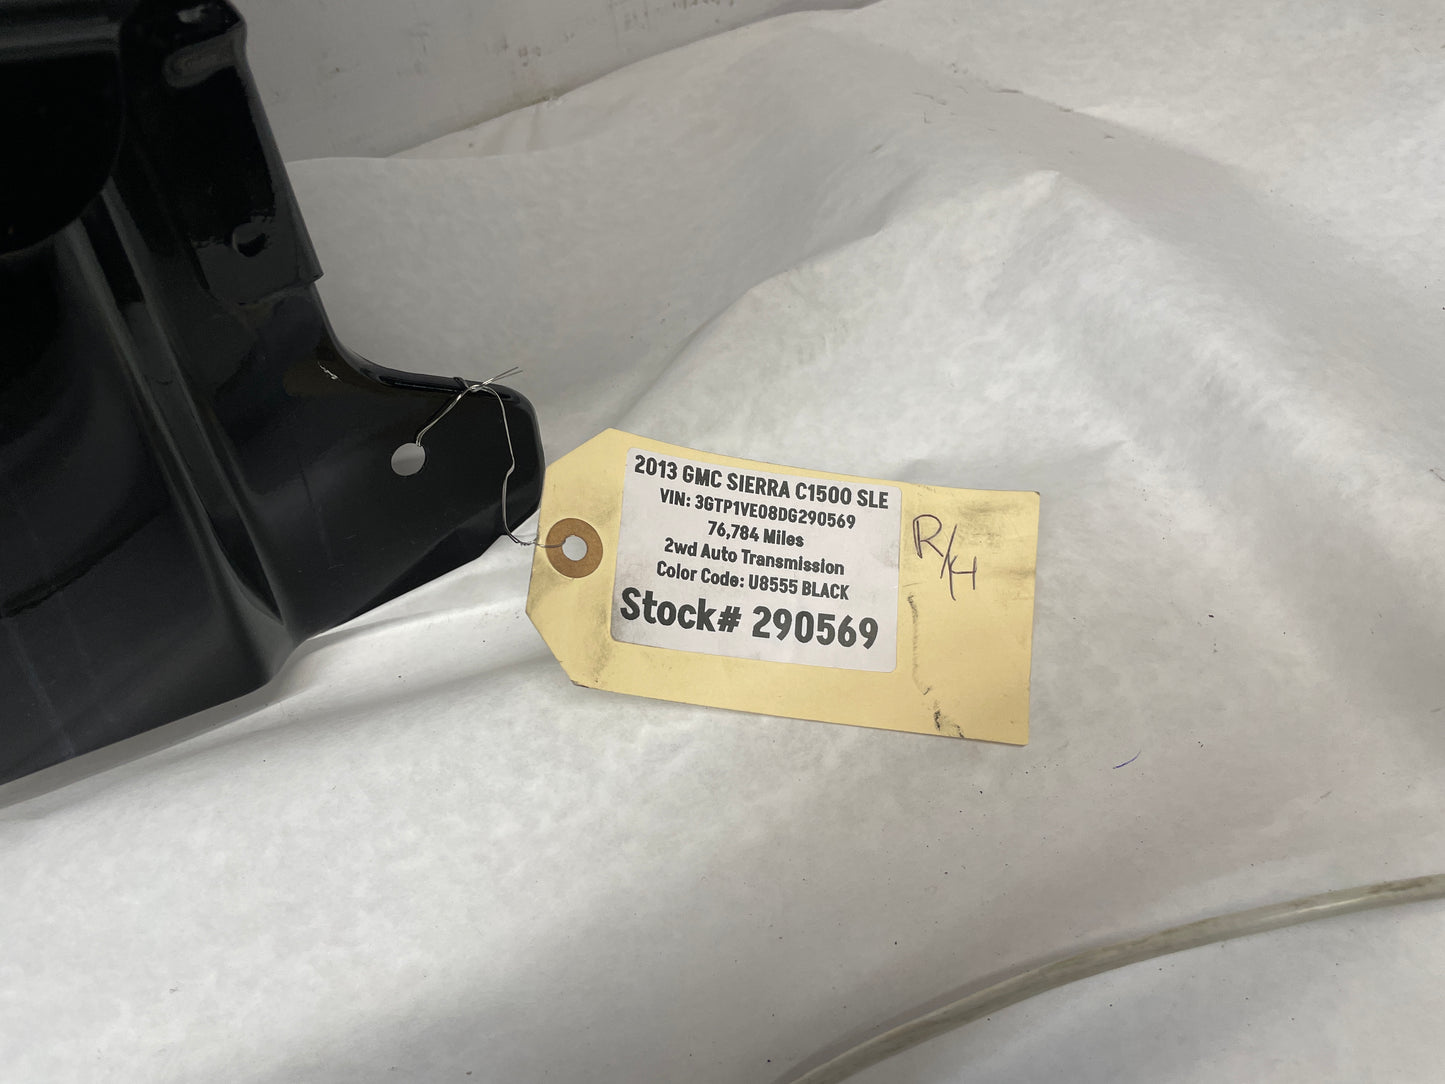 2013 GMC SIERRA C1500 SLE
VIN: 3GTP1VE08DG290569
76,784 Miles
2wd Auto Transmission
Color Code: U8555 BLACK
Stock# 290569
R/H